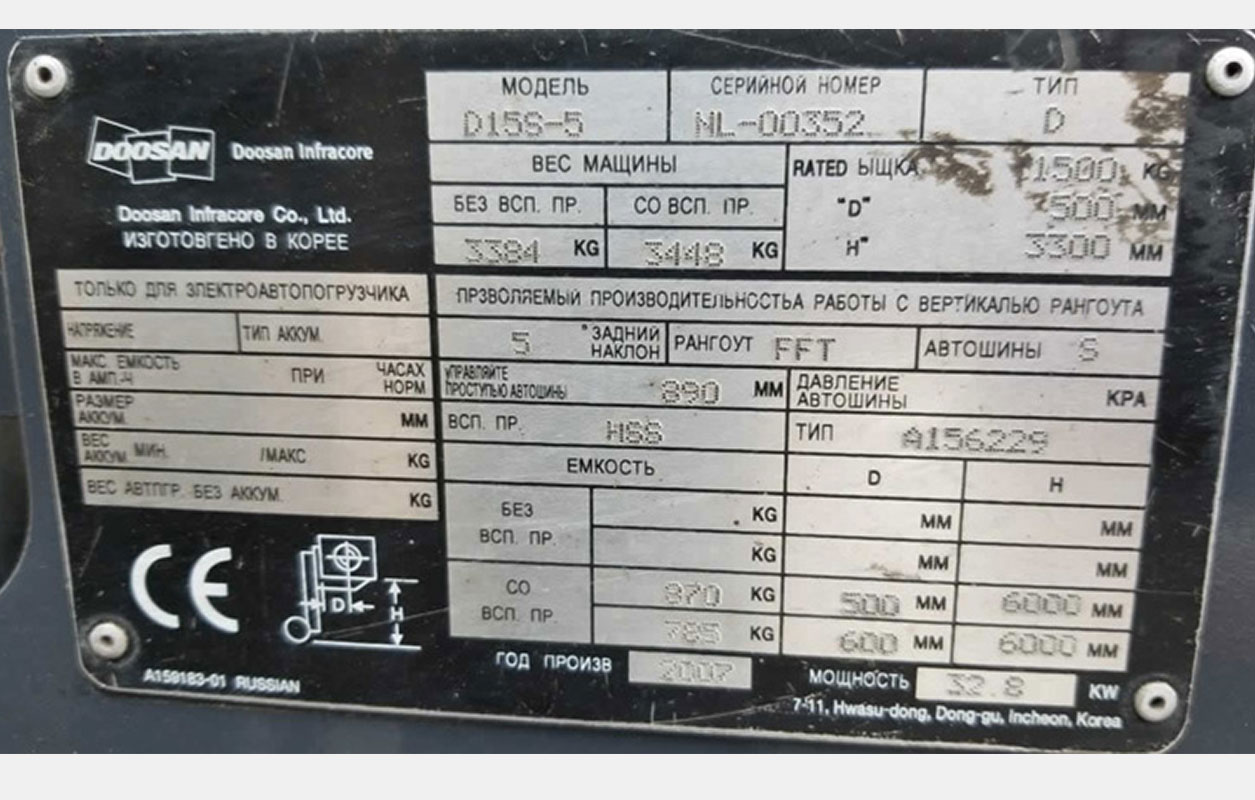 МОДЕЛЬ СЕРИЙНОЙ НОМЕР ТИП
D15S-5 NL-00352 D
DOOSAN Doosan Infracore
Doosan Infracore Co., Ltd.
ИЗГОТОВГЕНО В КОРЕЕ
ВЕС МАЩИНЫ
БЕЗ ВСП. ПР. СО ВСП. ПР.
3384 KG 3448 KG
RATED ЫЩКА 1500 KG
"D" 500 MM
H" 3300 MM
ТОЛЬКО ДЛЯ ЗЛЕКТРОАВТОПОГРУЗЧИКА
НАПРЯЖЕНИЕ ТИП АККУМ.
МАКС ЕМКОСТЬ В АМП.-Ч ПРИ ЧАСАХ НОРМ
РАЗМЕР АККУМ. MM
ВЕС АККУМ. МИН. /МАКС KG
ВЕС АВТПГР. БЕЗ АККУМ. KG
ПРЗВОЛЯЕМЫЙ ПРОИЗВОДИТЕЛЬНОСТЬА РАБОТЫ С ВЕРТИКАЛЬЮ РАНГОУТА
5 ° ЗАДНИЙ НАКЛОН РАНГОУТ FFT АВТОШИНЫ S
УПРАВЛЯЙТЕ ПРОСТУПЬЮ АВТОШИНЫ 890 MM ДАВЛЕНИЕ АВТОШИНЫ KPA
ВСП. ПР. HSS ТИП A156229
ЕМКОСТЬ D H
БЕЗ ВСП. ПР. KG MM MM
KG MM MM
СО ВСП. ПР. 870 KG 500 MM 6000 MM
785 KG 600 MM 6000 MM
CE
D H
A159183-01 RUSSIAN
ГОД ПРОИЗВ 2007 МОЩНОСТЬ 32.8 KW
7-11, Hwasu-dong, Dong-gu, Incheon, Korea